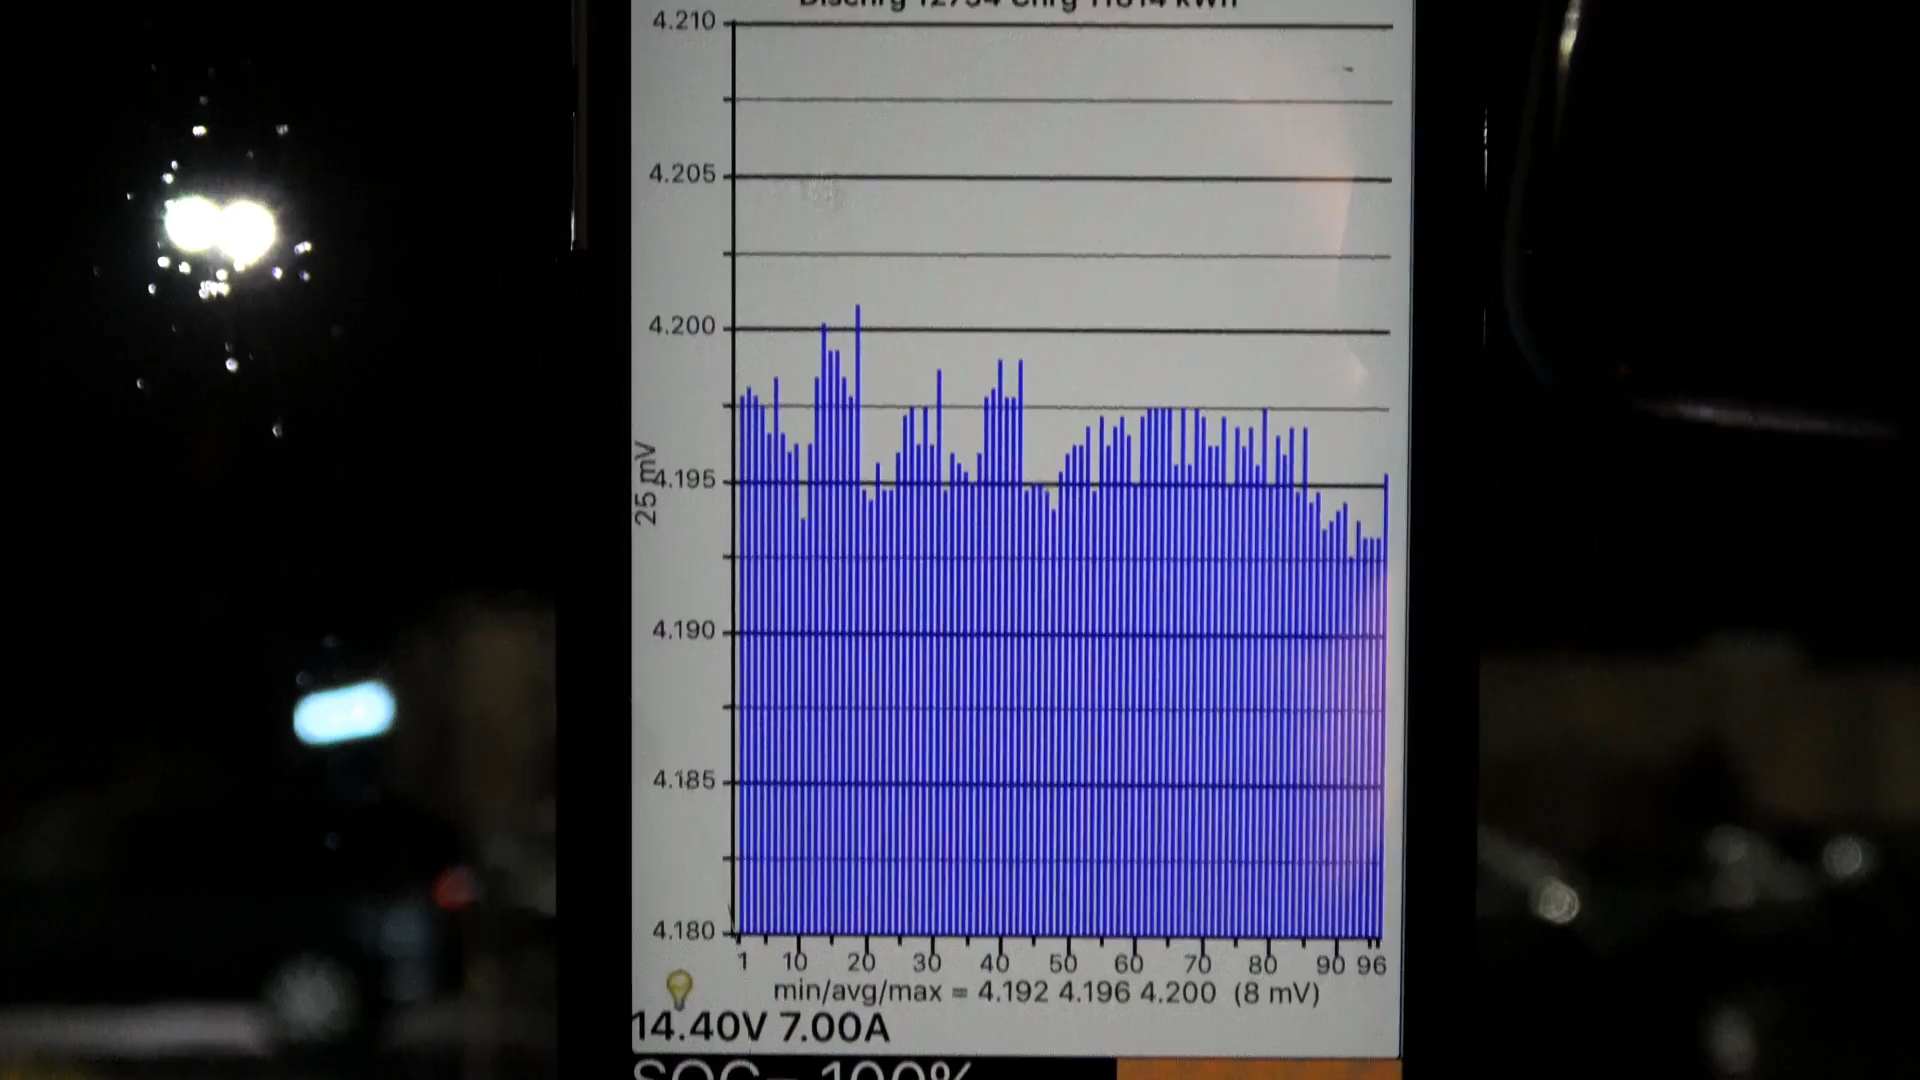 4.210
4.205
4.200
4.195
25 mV
4.190
4.185
4.180
1 10 20 30 40 50 60 70 80 90 96
min/avg/max = 4.192 4.196 4.200 (8 mV)
14.40V 7.00A
SOC= 100%